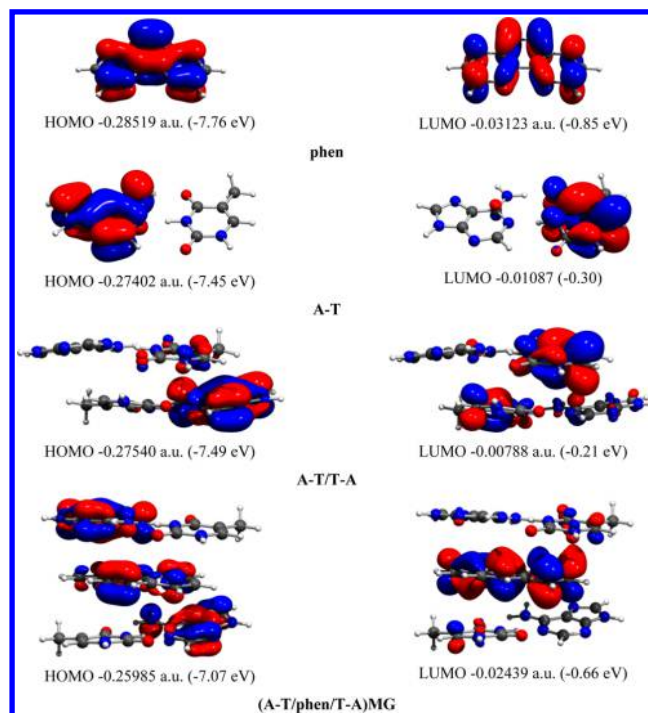 HOMO -0.28519 a.u. (-7.76 eV)
LUMO -0.03123 a.u. (-0.85 eV)
phen
HOMO -0.27402 a.u. (-7.45 eV)
LUMO -0.01087 (-0.30)
A-T
HOMO -0.27540 a.u. (-7.49 eV)
LUMO -0.00788 a.u. (-0.21 eV)
A-T/T-A
HOMO -0.25985 a.u. (-7.07 eV)
LUMO -0.02439 a.u. (-0.66 eV)
(A-T/phen/T-A)MG